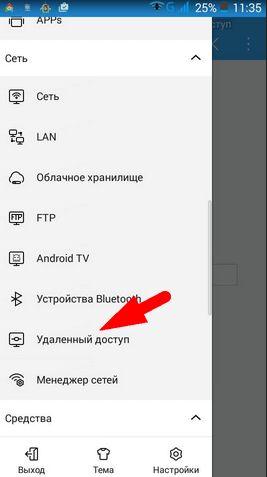 25% 11:35
APPs
ступ
Сеть
Сеть
LAN
Облачное хранилище
FTP
FTP
Android TV
Устройства Bluetooth
Удаленный доступ
Менеджер сетей
Средства
Выход Тема Настройки